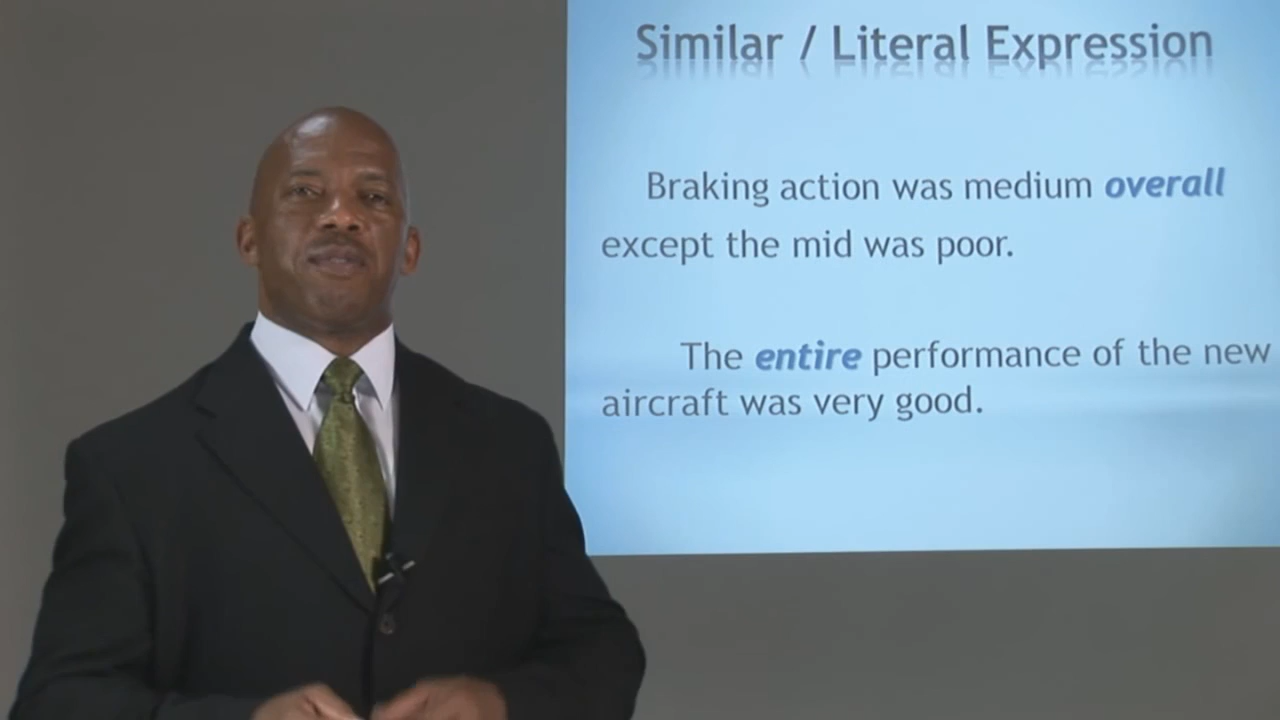 Similar / Literal Expression
Braking action was medium overall
except the mid was poor.
The entire performance of the new
aircraft was very good.